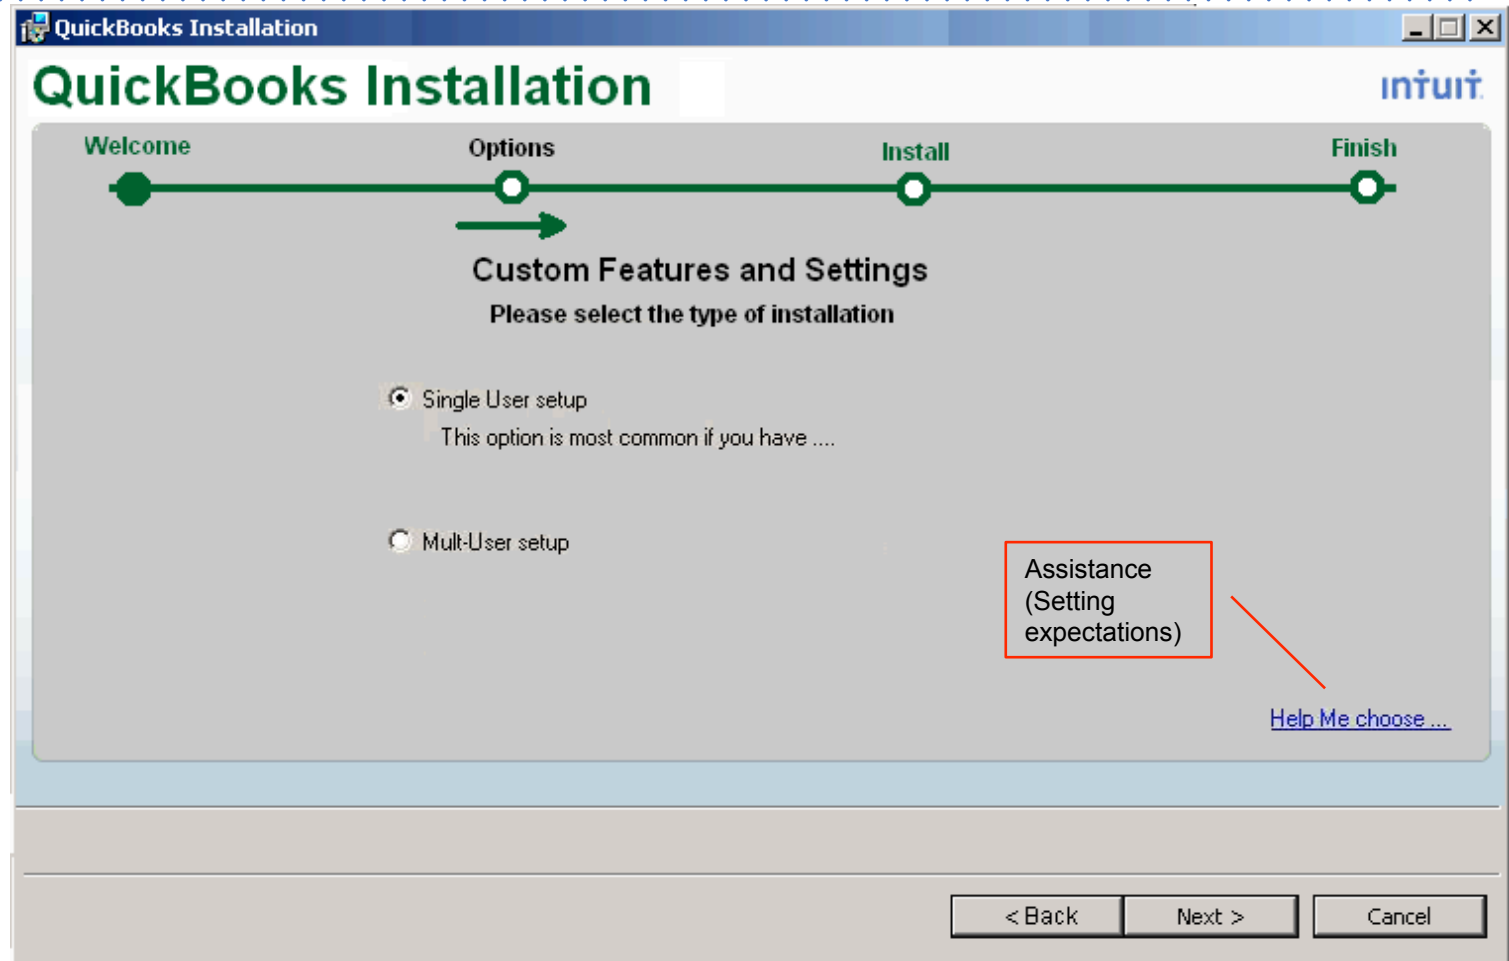 QuickBooks Installation
QuickBooks Installation
intuit.
Welcome
Options
Install
Finish
Custom Features and Settings
Please select the type of installation
Single User setup
This option is most common if you have ....
Mult-User setup
Assistance
(Setting
expectations)
Help Me choose ...
< Back
Next >
Cancel